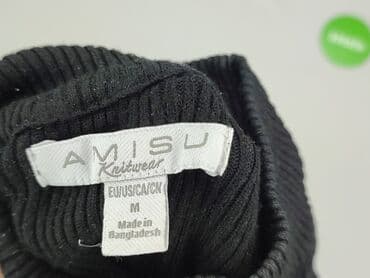 AMISU
Knitwear
EU/US/CA/CN
M
Made in
Bangladesh